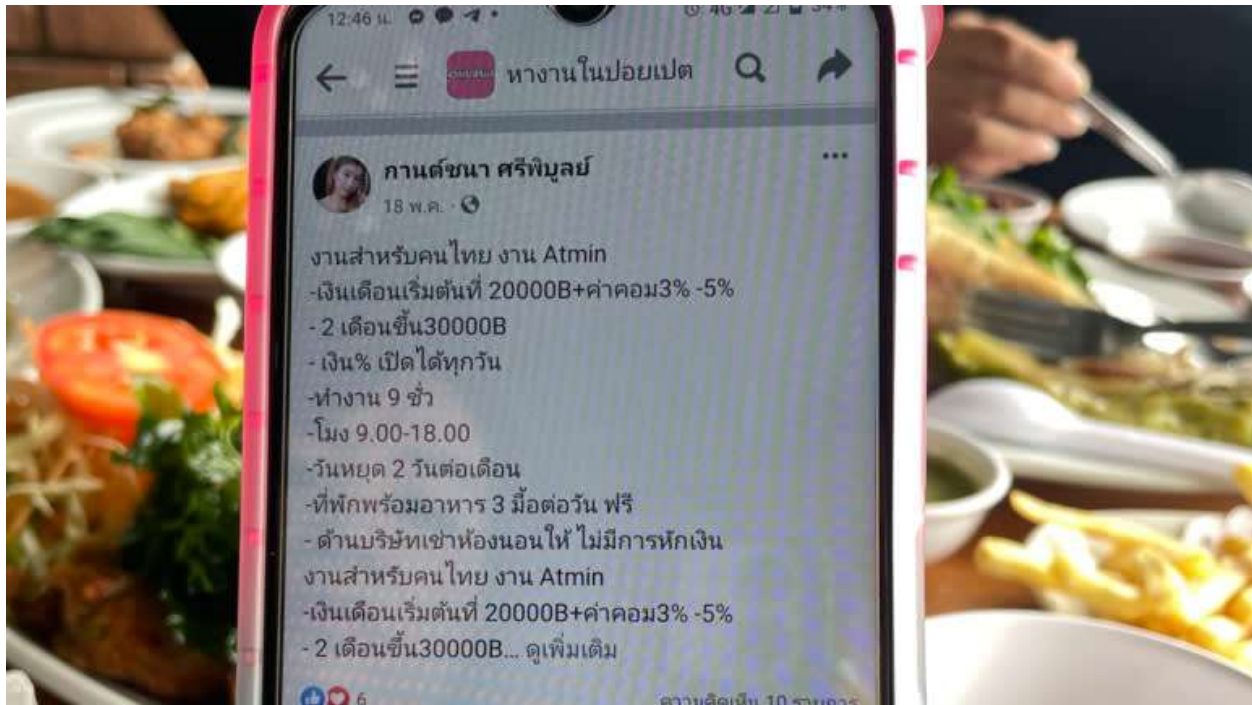 12:46 น.
4G
หางานในปอยเปต
กานต์ชนา ศรีพิบูลย์
18 พ.ค. ·
งานสำหรับคนไทย งาน Atmin
-เงินเดือนเริ่มต้นที่ 20000B+ค่าคอม3% -5%
- 2 เดือนขึ้น30000B
- เงิน% เปิดได้ทุกวัน
-ทำงาน 9 ชั่ว
-โมง 9.00-18.00
-วันหยุด 2 วันต่อเดือน
-ที่พักพร้อมอาหาร 3 มื้อต่อวัน ฟรี
- ด้านบริษัทเช่าห้องนอนให้ ไม่มีการหักเงิน
งานสำหรับคนไทย งาน Atmin
-เงินเดือนเริ่มต้นที่ 20000B+ค่าคอม3% -5%
- 2 เดือนขึ้น30000B... ดูเพิ่มเติม
6
ความคิดเห็น 10 รายการ